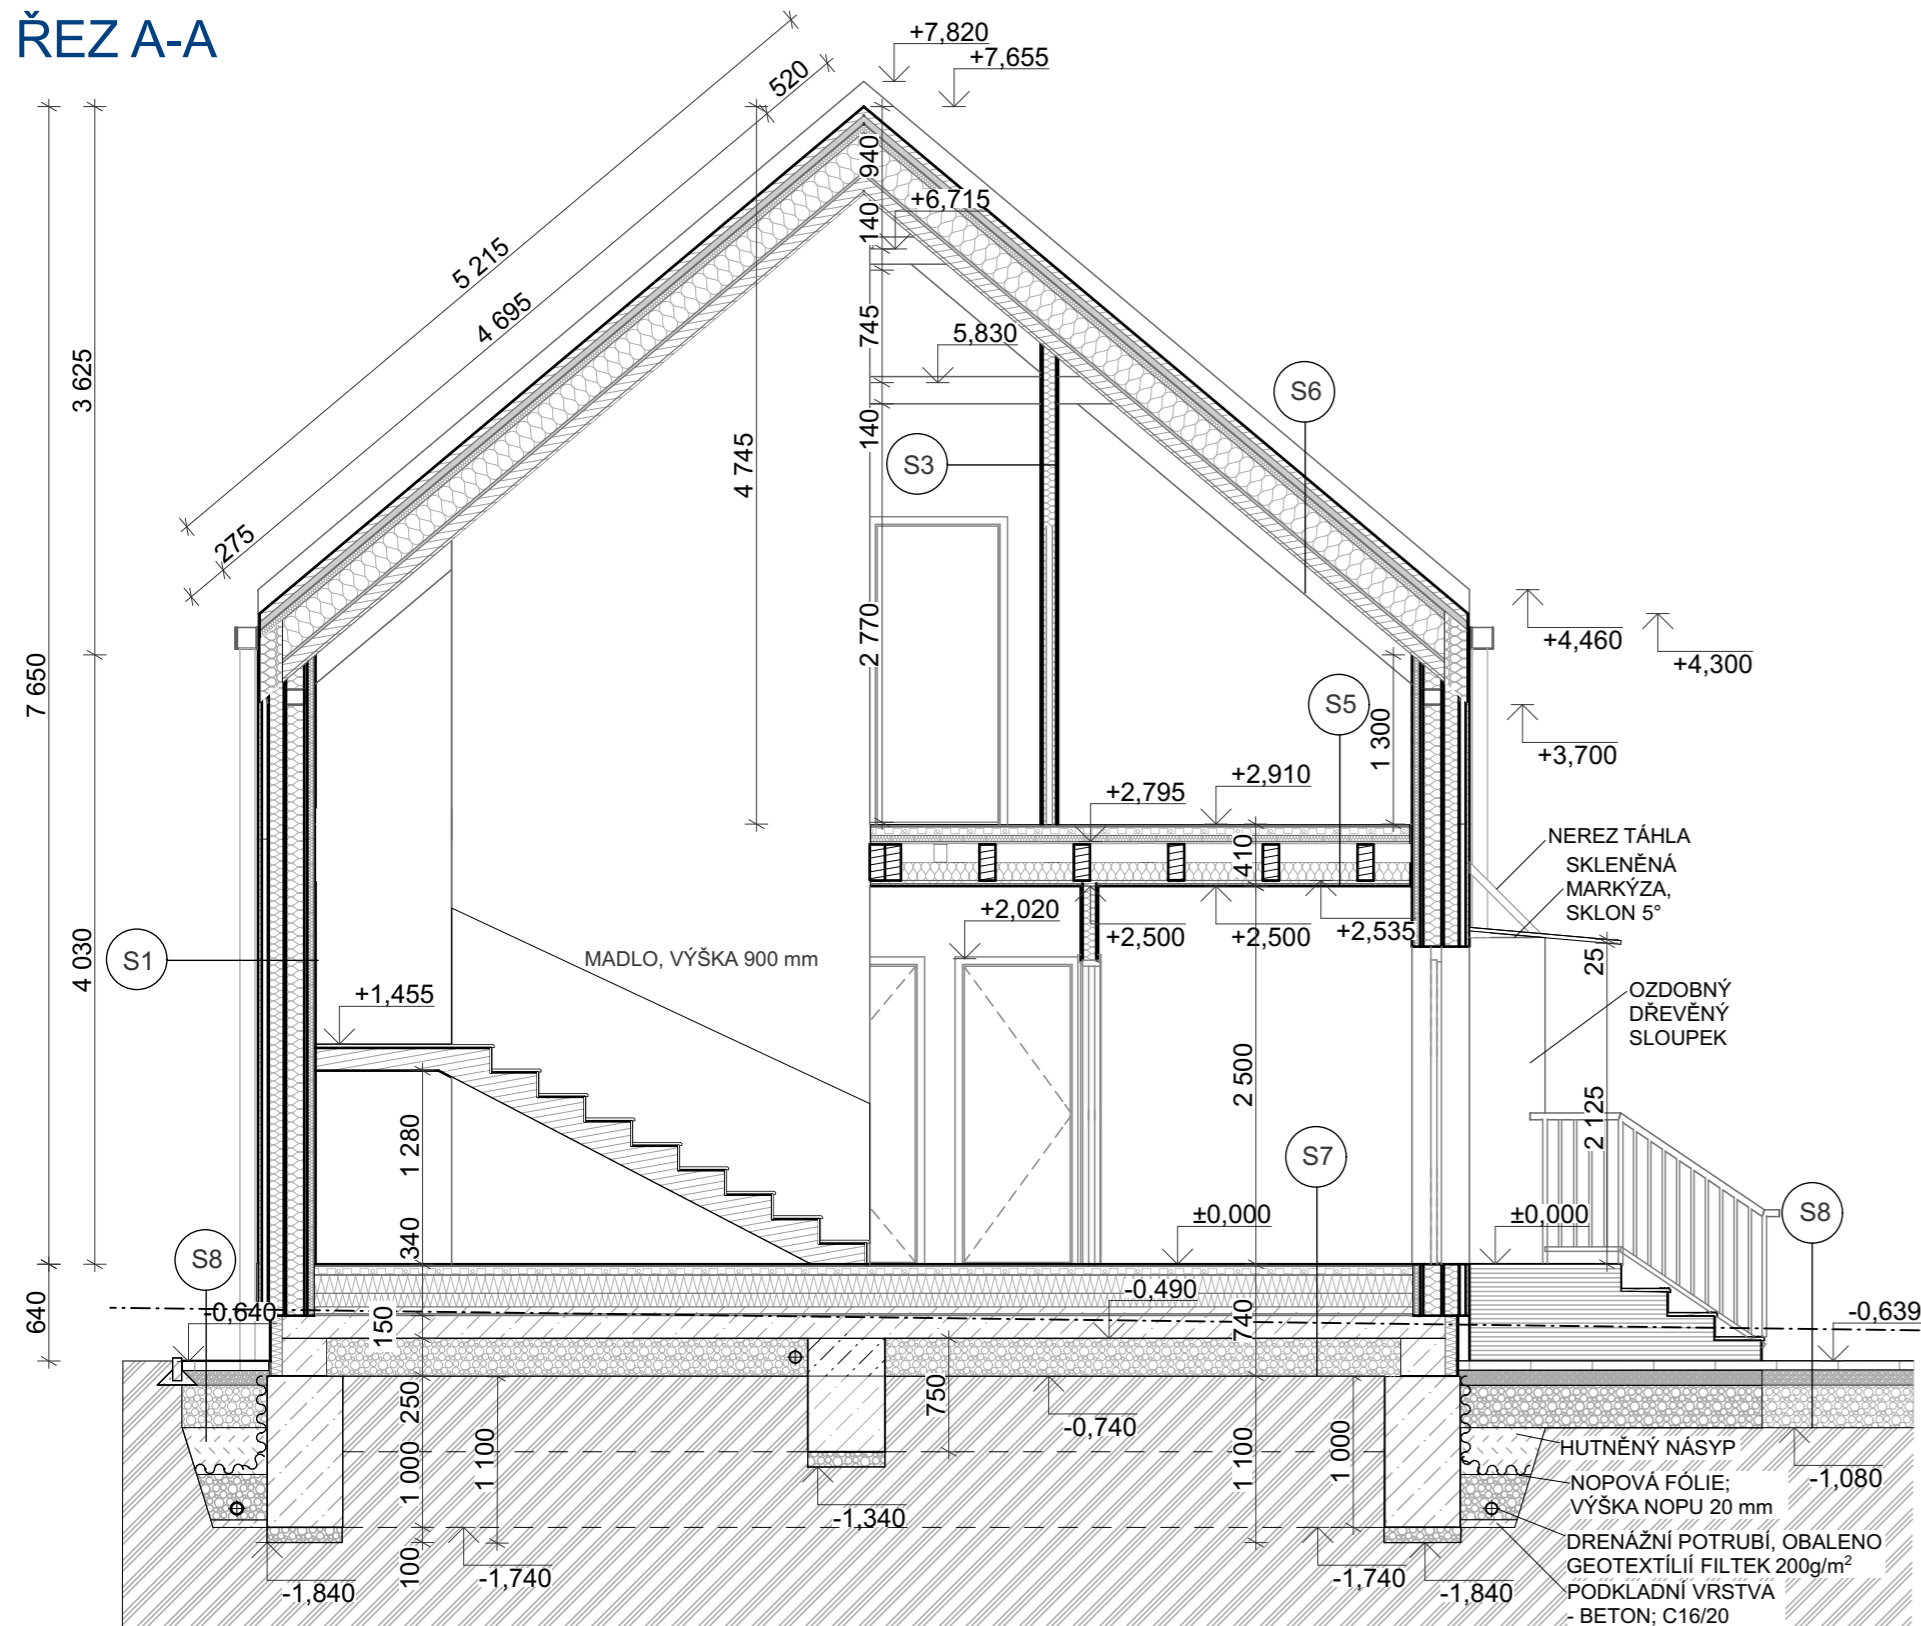 ŘEZ A-A
+7,820
+7,655
520
940
+6,715
140
5 215
4 695
745
5,830
3 625
275
4 745
140
S3
S6
2 770
7 650
+4,460
+4,300
S5
1 300
+3,700
+2,910
+2,795
410
NEREZ TÁHLA
SKLENĚNÁ
MARKÝZA,
SKLON 5°
+2,020
+2,500
+2,500
+2,535
S1
4 030
MADLO, VÝŠKA 900 mm
25
+1,455
OZDOBNÝ
DŘEVĚNÝ
SLOUPEK
2 500
2 125
1 280
S7
340
±0,000
±0,000
S8
S8
640
-0,640
150
-0,490
740
-0,639
250
750
-0,740
1 000
1 100
1 100
1 000
HUTNĚNÝ NÁSYP
-1,080
NOPOVÁ FÓLIE;
VÝŠKA NOPU 20 mm
-1,340
DRENÁŽNÍ POTRUBÍ, OBALENO
GEOTEXTÍLIÍ FILTEK 200g/m²
100
-1,840
-1,740
-1,740
-1,840
PODKLADNÍ VRSTVA
- BETON; C16/20